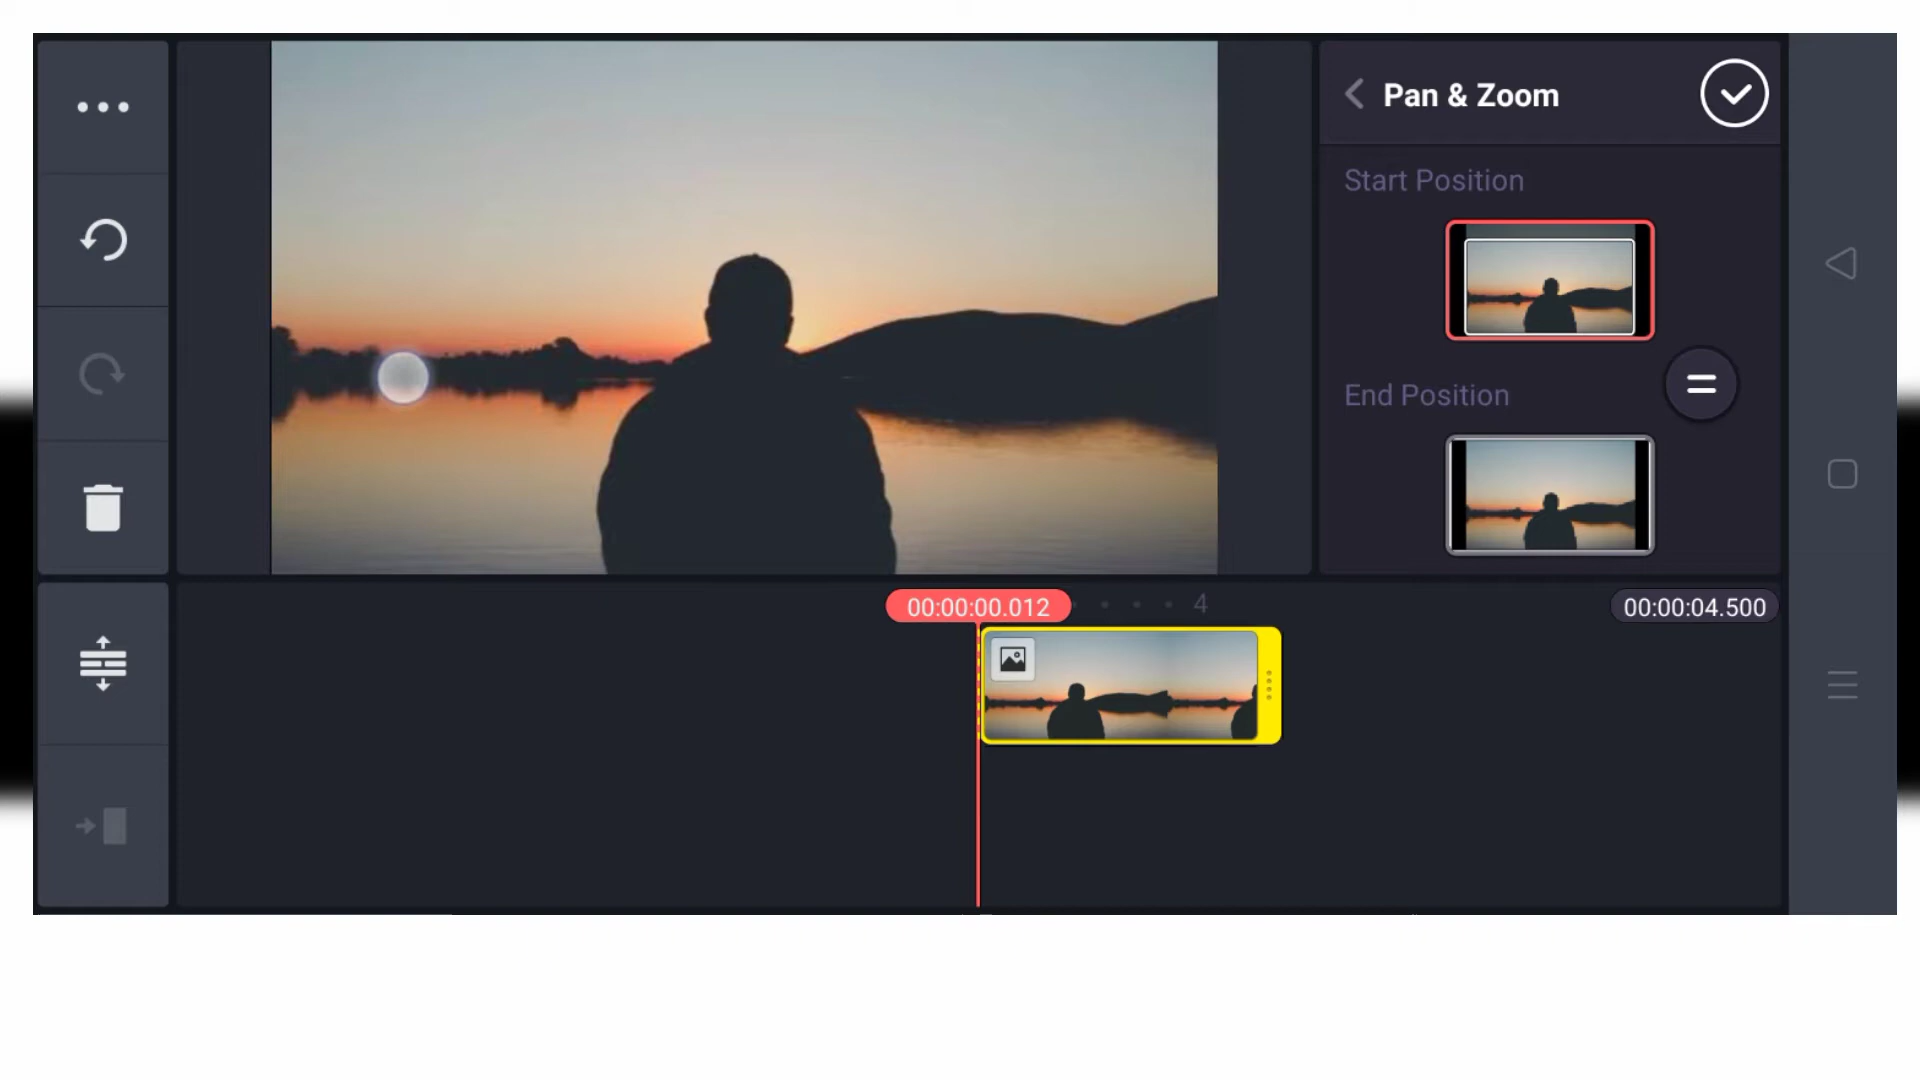 Pan & Zoom
Start Position
End Position
00:00:00.012
4
00:00:04.500